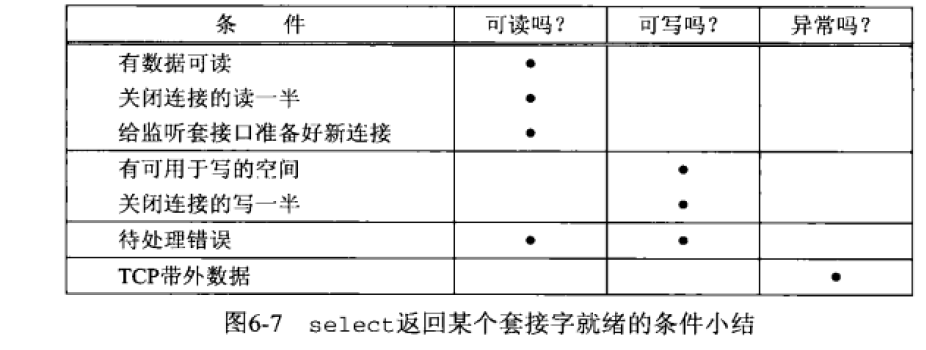 条 件 可读吗? 可写吗? 异常吗?
有数据可读 •
关闭连接的读一半 •
给监听套接口准备好新连接 •
有可用于写的空间 •
关闭连接的写一半 •
待处理错误 • •
TCP带外数据 •
图6-7 select返回某个套接字就绪的条件小结